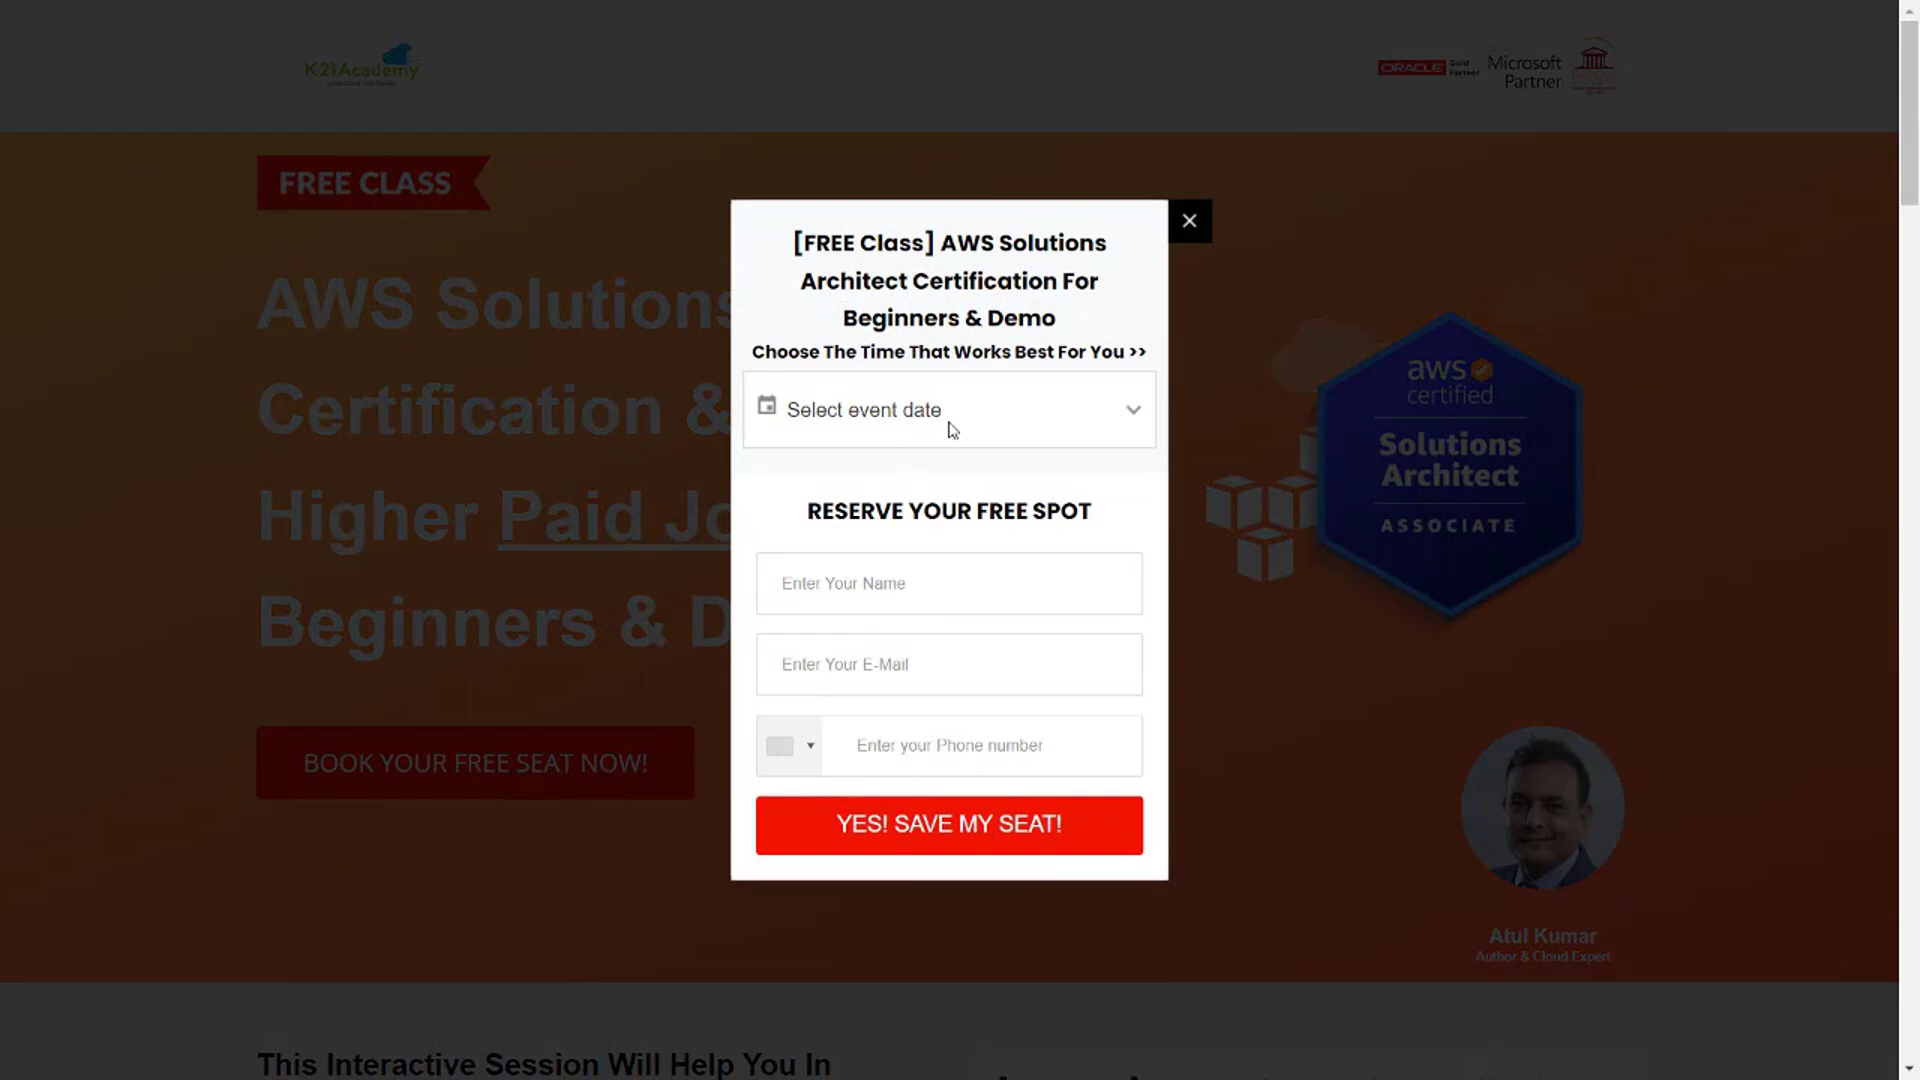 K21Academy
ORACLE Gold Partner
Microsoft Partner
FREE CLASS
AWS Solutions
Certification &
Higher Paid Jo
Beginners & D
BOOK YOUR FREE SEAT NOW!
[FREE Class] AWS Solutions
Architect Certification For
Beginners & Demo
Choose The Time That Works Best For You >>
Select event date
RESERVE YOUR FREE SPOT
Enter Your Name
Enter Your E-Mail
Enter your Phone number
YES! SAVE MY SEAT!
aws
certified
Solutions
Architect
ASSOCIATE
Atul Kumar
Author & Cloud Expert
This Interactive Session Will Help You In